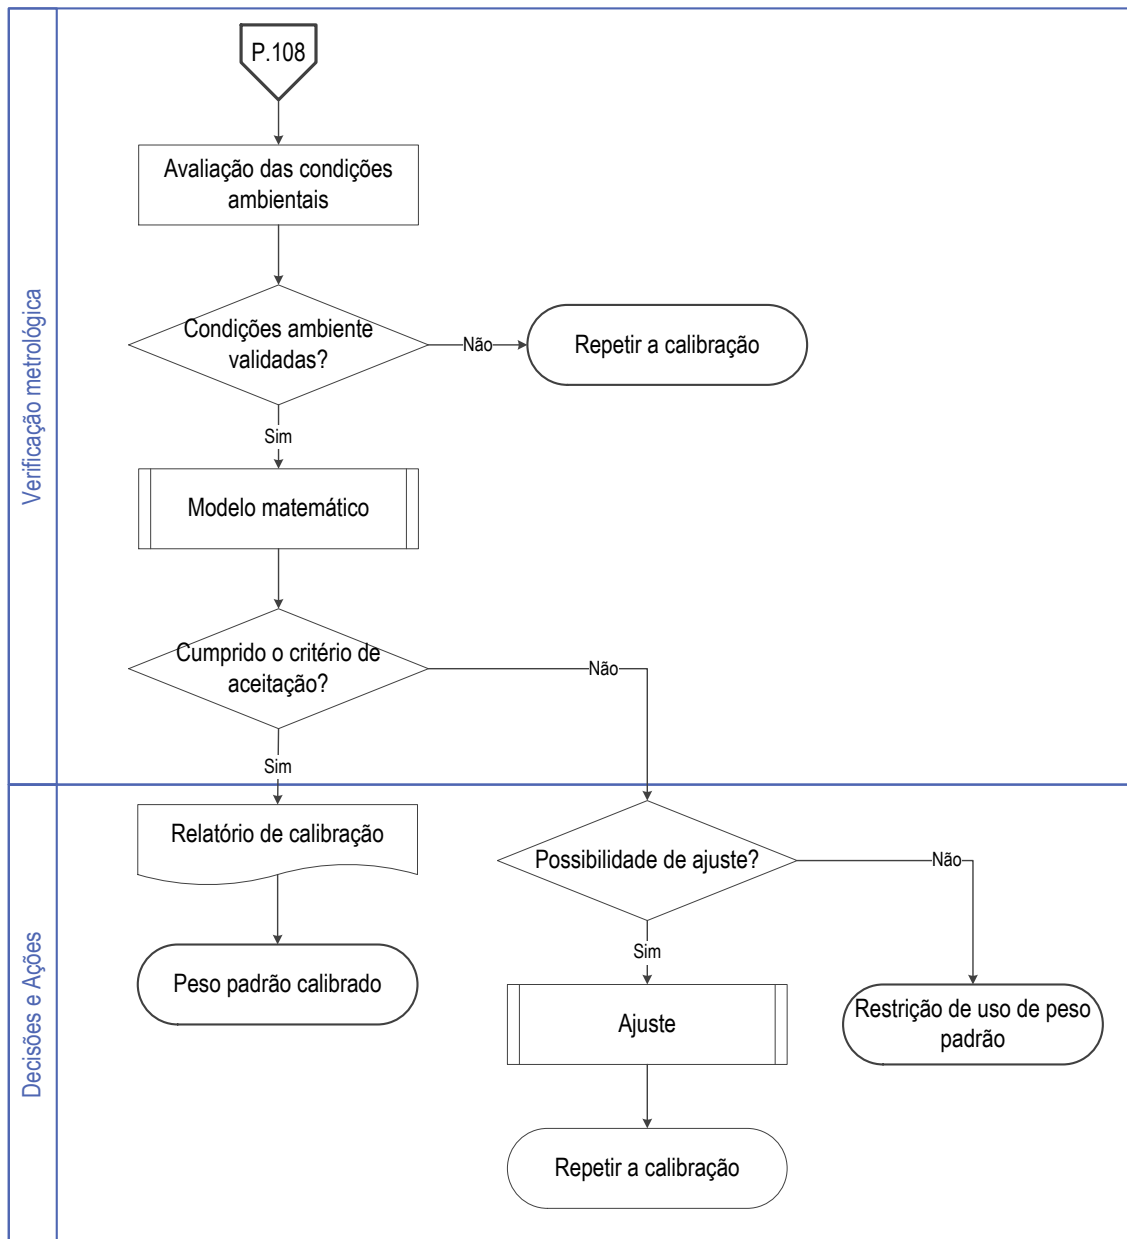 P.108
Avaliação das condições
ambientais
Condições ambiente
validadas?
Não
Repetir a calibração
Sim
Modelo matemático
Cumprido o critério de
aceitação?
Não
Sim
Verificação metrológica
Relatório de calibração
Possibilidade de ajuste?
Não
Sim
Peso padrão calibrado
Ajuste
Restrição de uso de peso
padrão
Repetir a calibração
Decisões e Ações